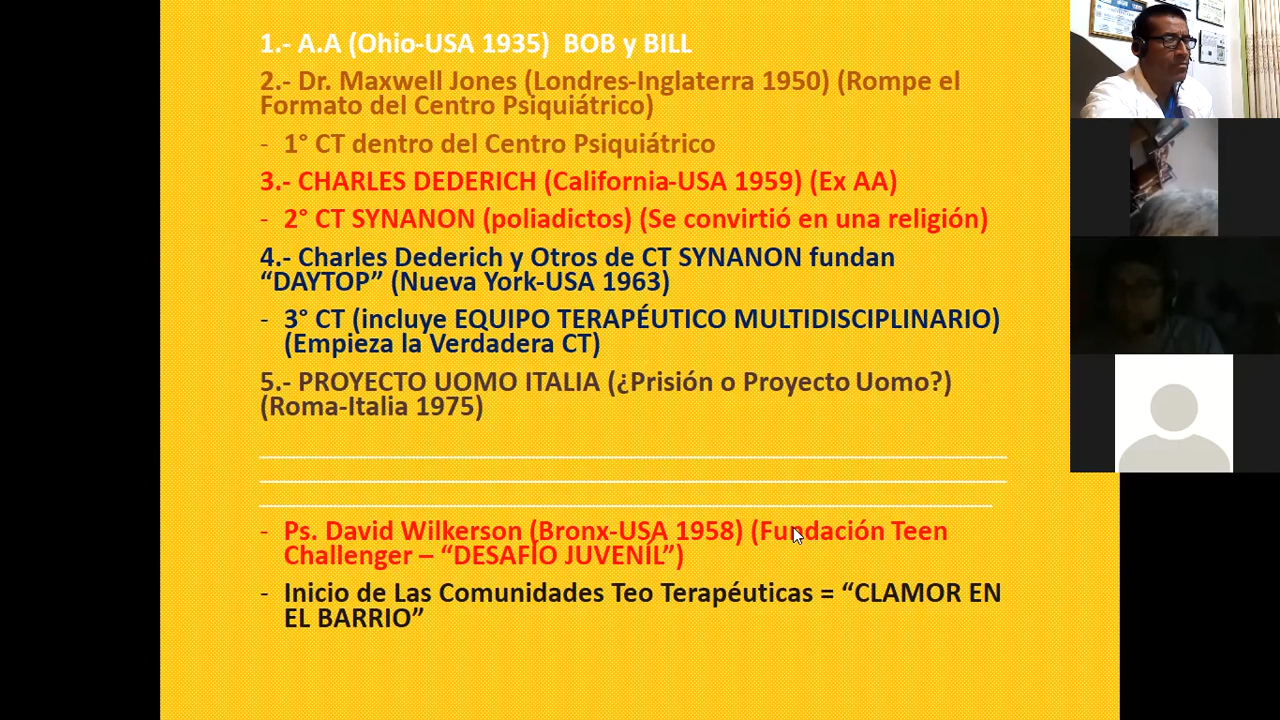 1.- A.A (Ohio-USA 1935)  BOB y BILL
2.- Dr. Maxwell Jones (Londres-Inglaterra 1950) (Rompe el
Formato del Centro Psiquiátrico)
- 1° CT dentro del Centro Psiquiátrico
3.- CHARLES DEDERICH (California-USA 1959) (Ex AA)
- 2° CT SYNANON (poliadictos) (Se convirtió en una religión)
4.- Charles Dederich y Otros de CT SYNANON fundan
“DAYTOP” (Nueva York-USA 1963)
- 3° CT (incluye EQUIPO TERAPÉUTICO MULTIDISCIPLINARIO)
(Empieza la Verdadera CT)
5.- PROYECTO UOMO ITALIA (¿Prisión o Proyecto Uomo?)
(Roma-Italia 1975)
- Ps. David Wilkerson (Bronx-USA 1958) (Fundación Teen
Challenger – “DESAFÍO JUVENÍL”)
- Inicio de Las Comunidades Teo Terapéuticas = “CLAMOR EN
EL BARRIO”